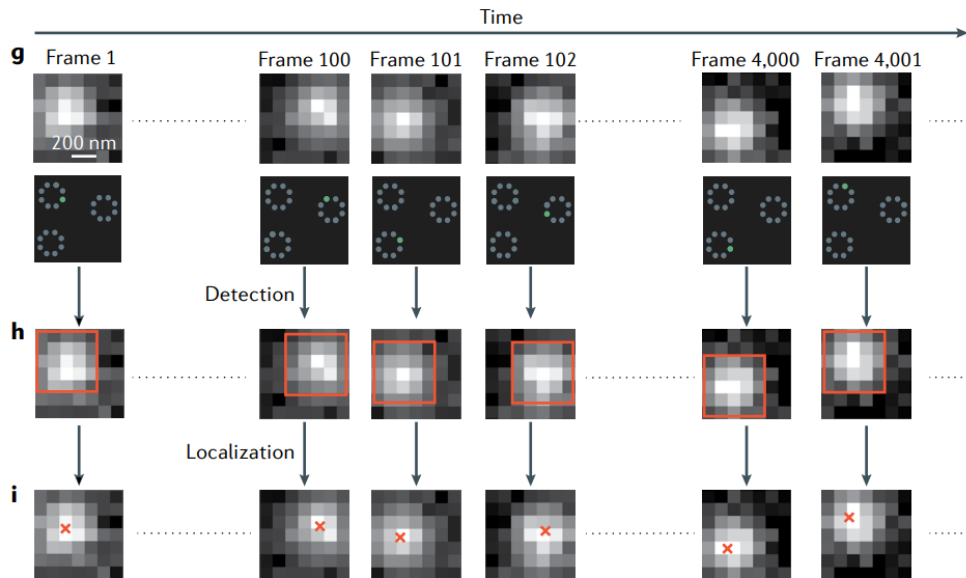 Time
g
Frame 1 Frame 100 Frame 101 Frame 102 Frame 4,000 Frame 4,001
200 nm
Detection
h
Localization
i